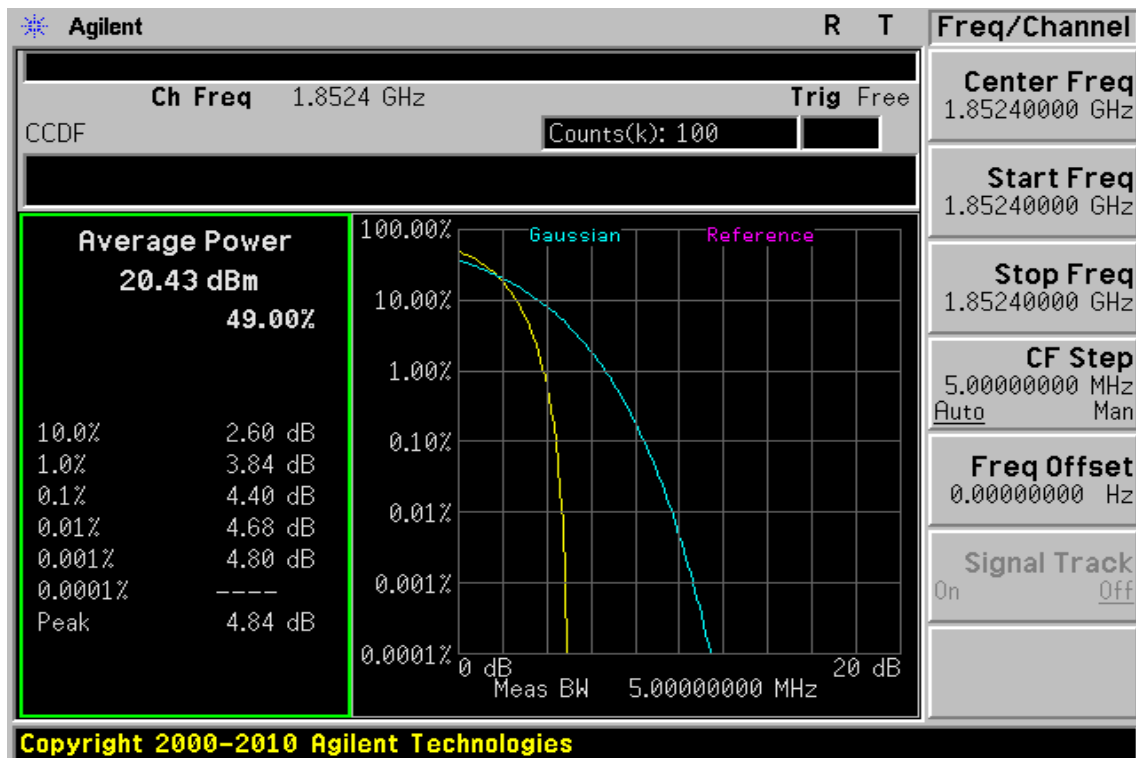 Agilent R T
Ch Freq 1.8524 GHz Trig Free
CCDF Counts(k): 100
Average Power
20.43 dBm
49.00%
10.0% 2.60 dB
1.0% 3.84 dB
0.1% 4.40 dB
0.01% 4.68 dB
0.001% 4.80 dB
0.0001% ----
Peak 4.84 dB
Gaussian Reference
100.00%
10.00%
1.00%
0.10%
0.01%
0.001%
0.0001%
0 dB 20 dB
Meas BW 5.00000000 MHz
Freq/Channel
Center Freq
1.85240000 GHz
Start Freq
1.85240000 GHz
Stop Freq
1.85240000 GHz
CF Step
5.00000000 MHz
Auto Man
Freq Offset
0.00000000 Hz
Signal Track
On Off
Copyright 2000-2010 Agilent Technologies